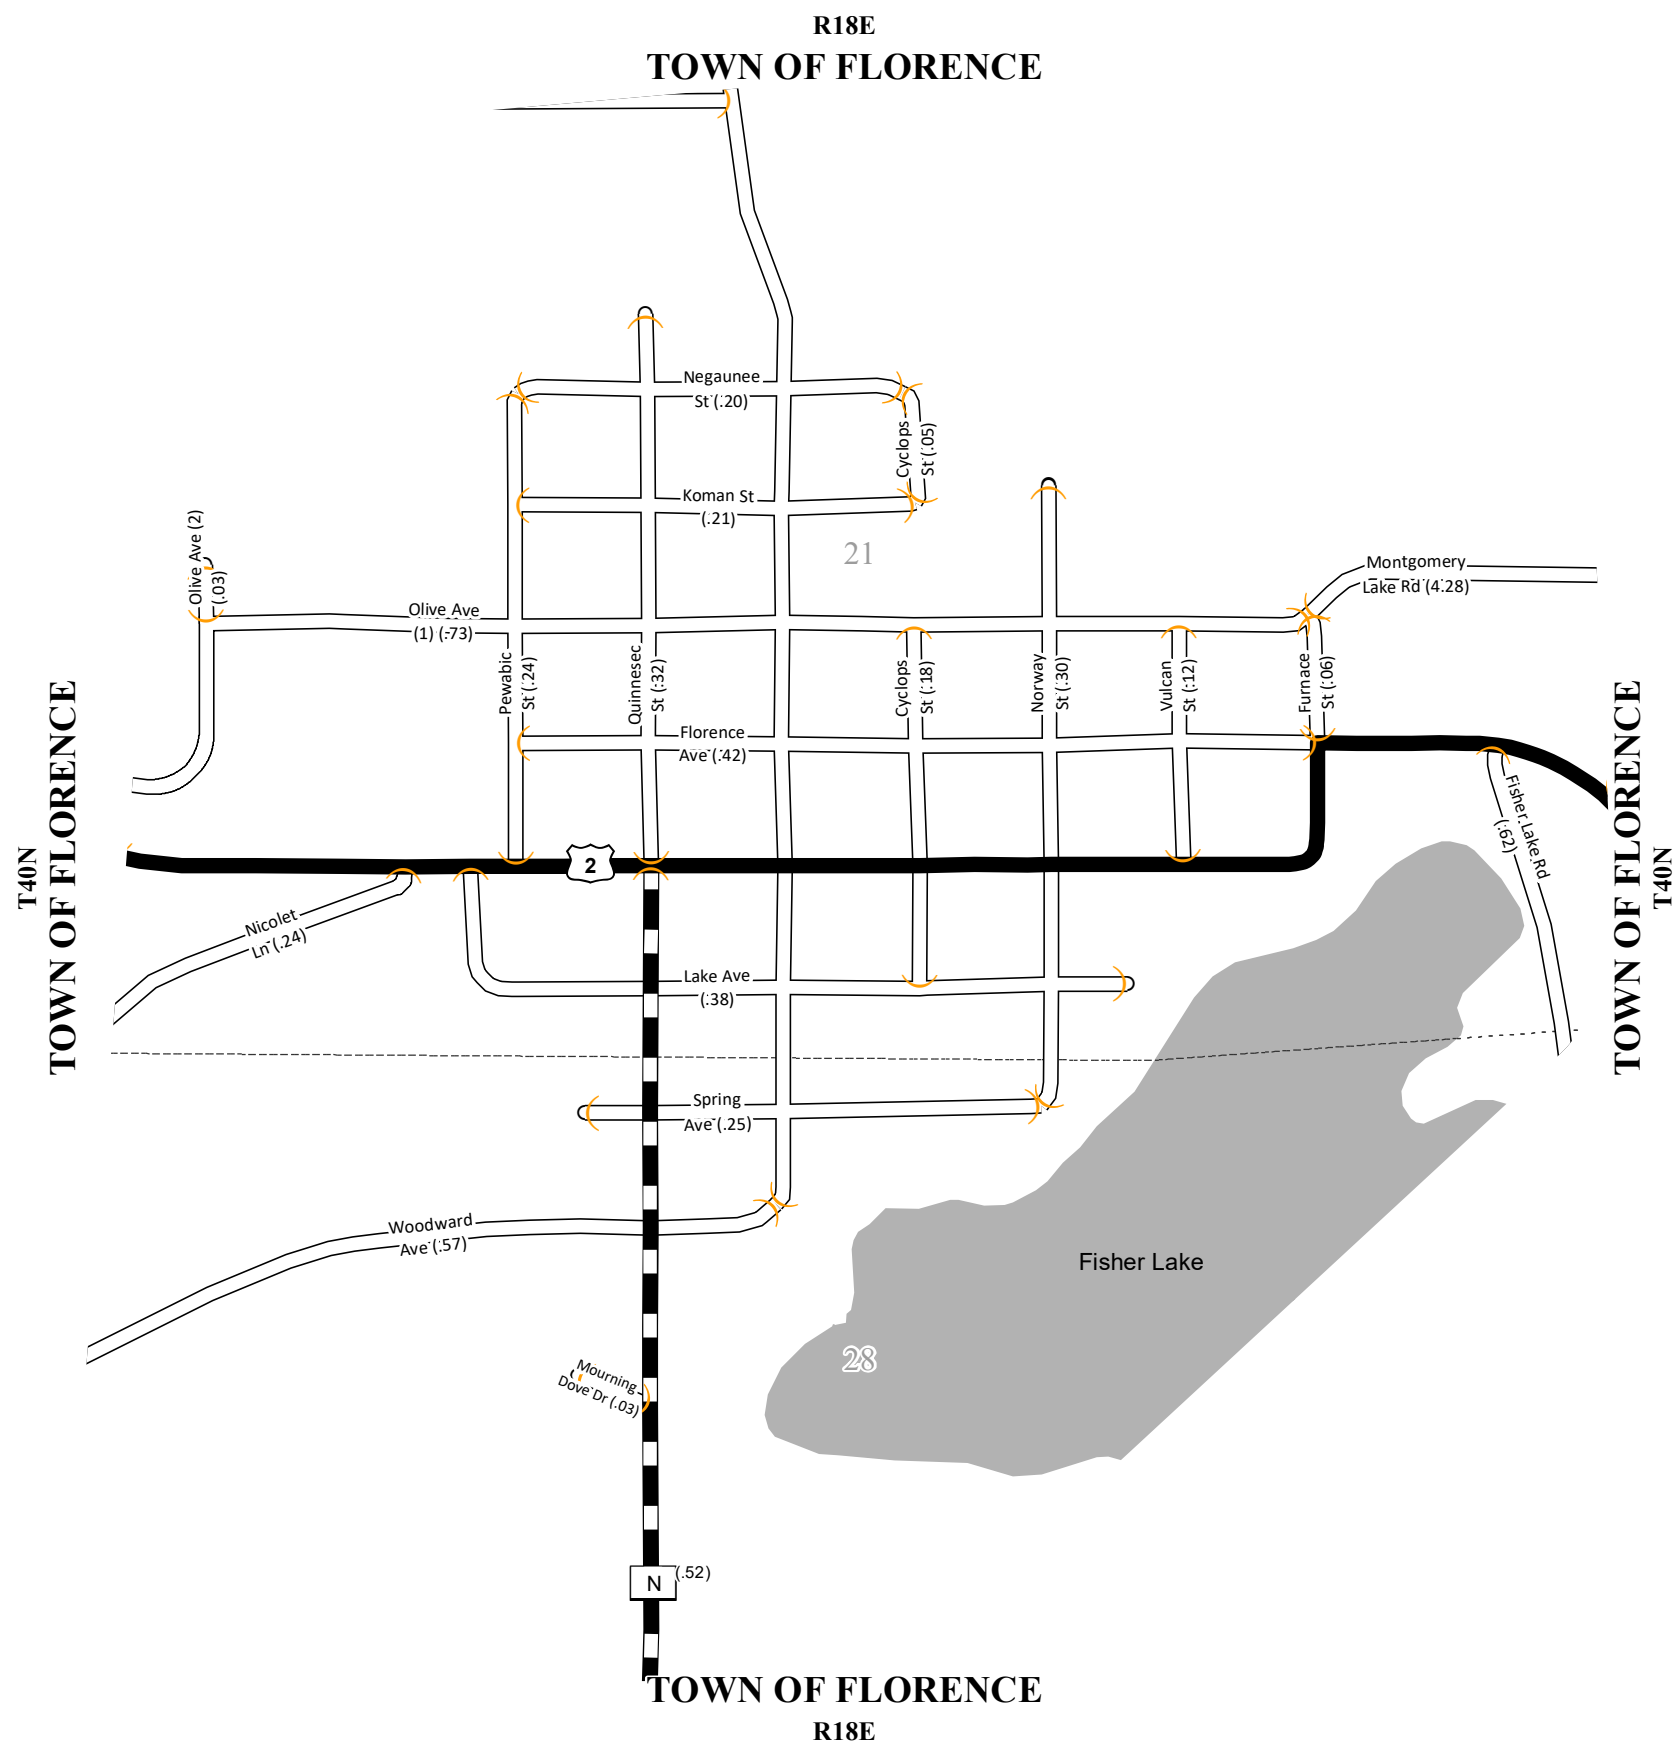 R18E
TOWN OF FLORENCE
Negaunee
St (.20)
Cyclops
St (.05)
Koman St
(.21)
21
Olive Ave (2)
(.03)
Montgomery
Lake Rd (4.28)
Olive Ave
(1) (.73)
Pewabic
St (.24)
Quinnesec
St (.32)
Cyclops
St (.18)
Norway
St (.30)
Vulcan
St (.12)
Furnace
St (.06)
Florence
Ave (.42)
T40N
TOWN OF FLORENCE
TOWN OF FLORENCE
T40N
Fisher Lake Rd
(.62)
2
Nicolet
Ln (.24)
Lake Ave
(.38)
Spring
Ave (.25)
Woodward
Ave (.57)
Fisher Lake
28
Mourning
Dove Dr (.03)
N (.52)
TOWN OF FLORENCE
R18E